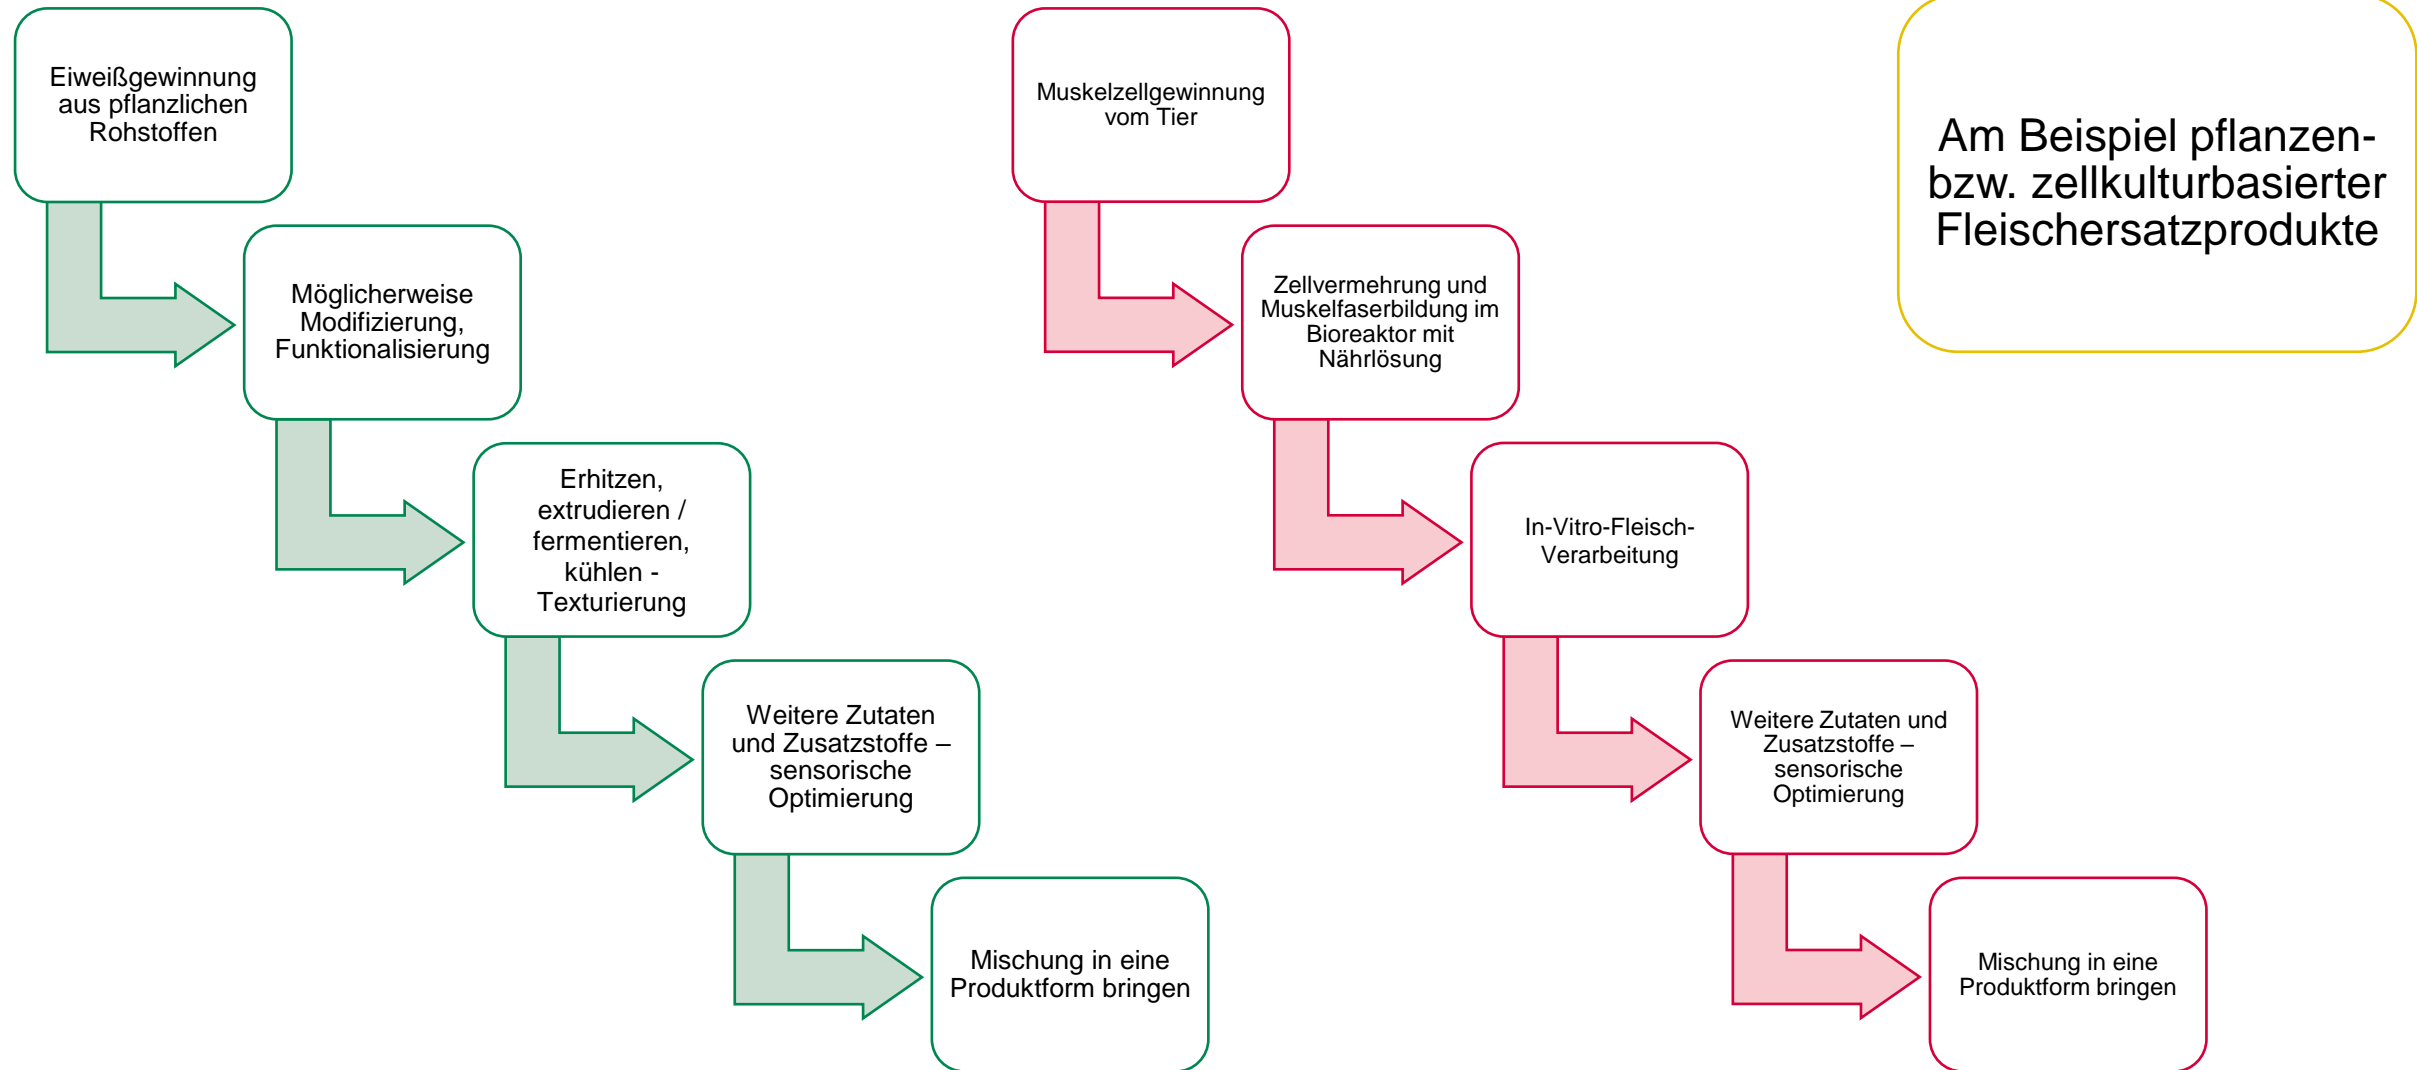 Eiweißgewinnung
aus pflanzlichen
Rohstoffen
Möglicherweise
Modifizierung,
Funktionalisierung
Erhitzen,
extrudieren /
fermentieren,
kühlen -
Texturierung
Weitere Zutaten
und Zusatzstoffe –
sensorische
Optimierung
Mischung in eine
Produktform bringen
Muskelzellgewinnung
vom Tier
Zellvermehrung und
Muskelfaserbildung im
Bioreaktor mit
Nährlösung
In-Vitro-Fleisch-
Verarbeitung
Weitere Zutaten und
Zusatzstoffe –
sensorische
Optimierung
Mischung in eine
Produktform bringen
Am Beispiel pflanzen-
bzw. zellkulturbasierter
Fleischersatzprodukte